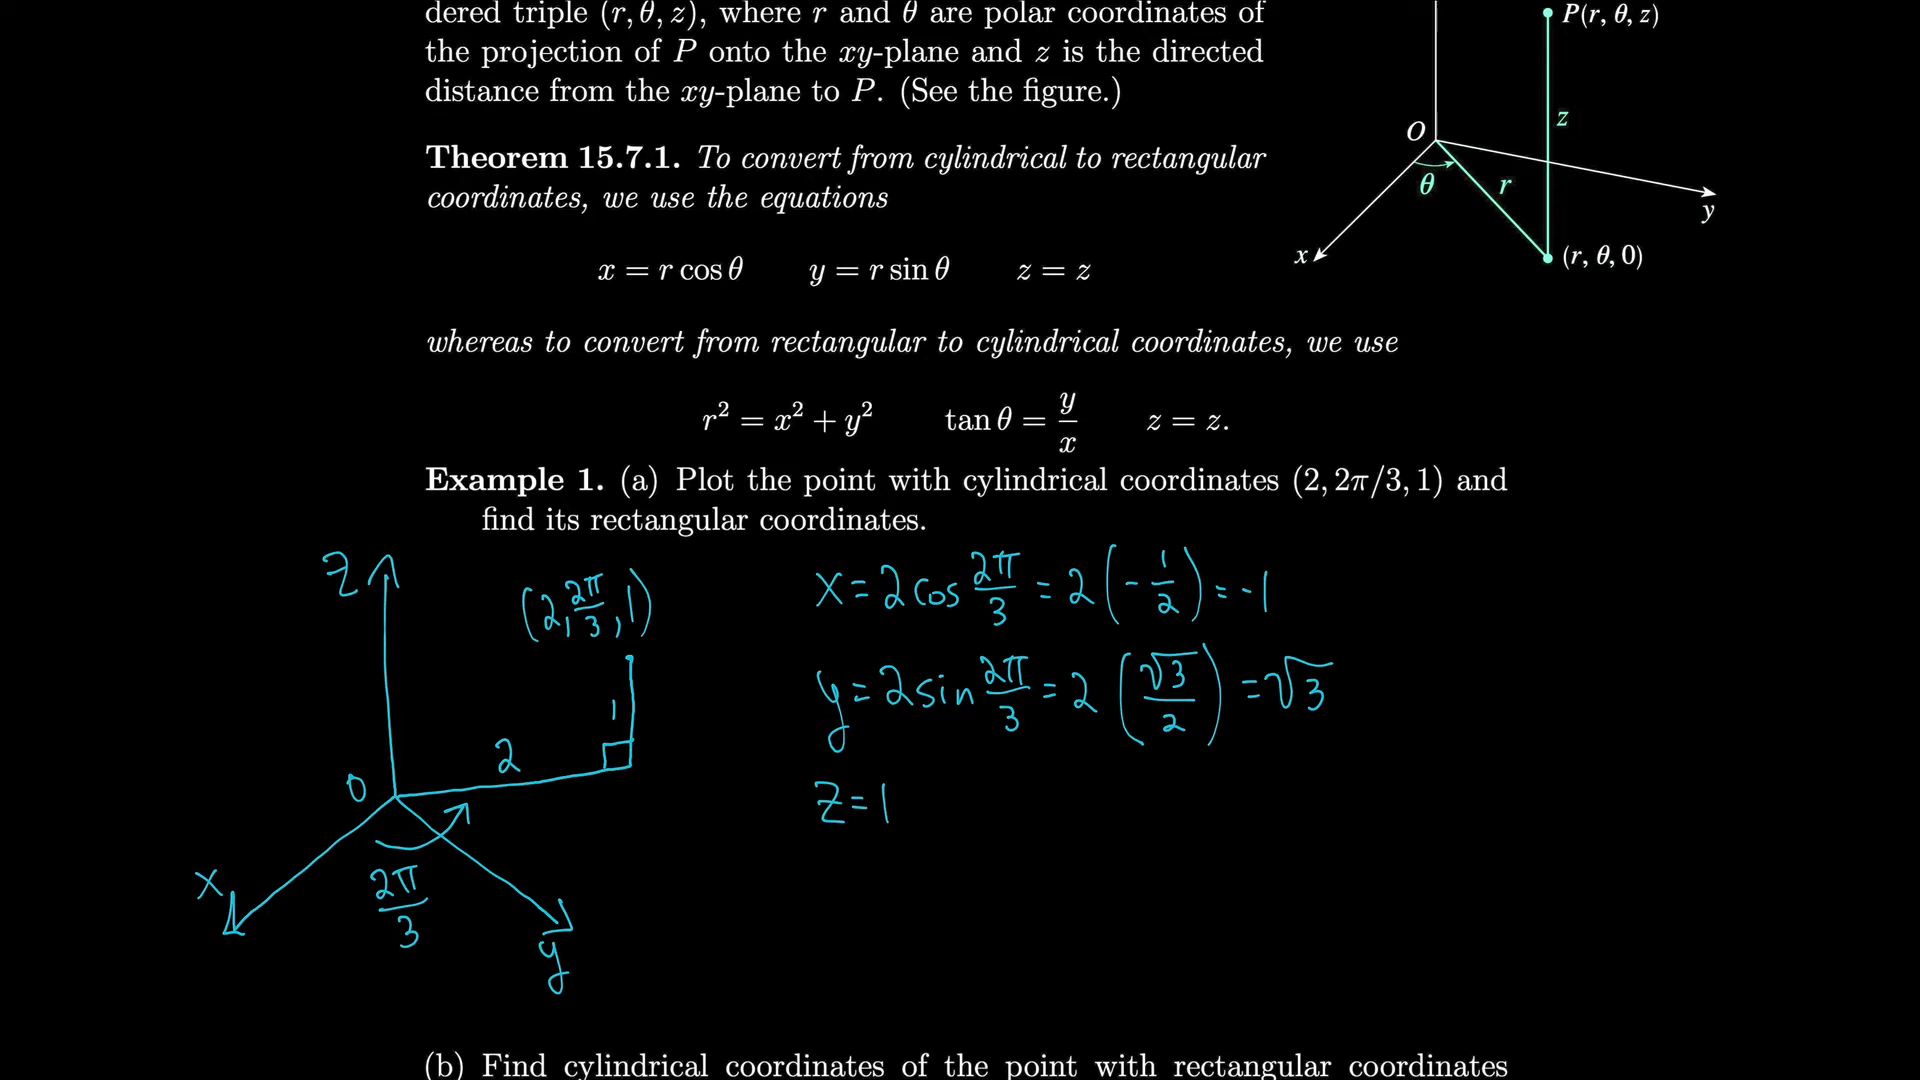 dered triple (r, θ, z), where r and θ are polar coordinates of
the projection of P onto the xy-plane and z is the directed
distance from the xy-plane to P. (See the figure.)
P(r, θ, z)
z
O
θ
r
y
x
(r, θ, 0)
Theorem 15.7.1. To convert from cylindrical to rectangular
coordinates, we use the equations
x = r cos θ y = r sin θ z = z
whereas to convert from rectangular to cylindrical coordinates, we use
r² = x² + y² tan θ = y/x z = z.
Example 1. (a) Plot the point with cylindrical coordinates (2, 2π/3, 1) and
find its rectangular coordinates.
z
(2, 2π/3, 1)
1
2
0
x
2π/3
y
x = 2 cos 2π/3 = 2 (-1/2) = -1
y = 2 sin 2π/3 = 2 (√3/2) = √3
z = 1
(b) Find cylindrical coordinates of the point with rectangular coordinates